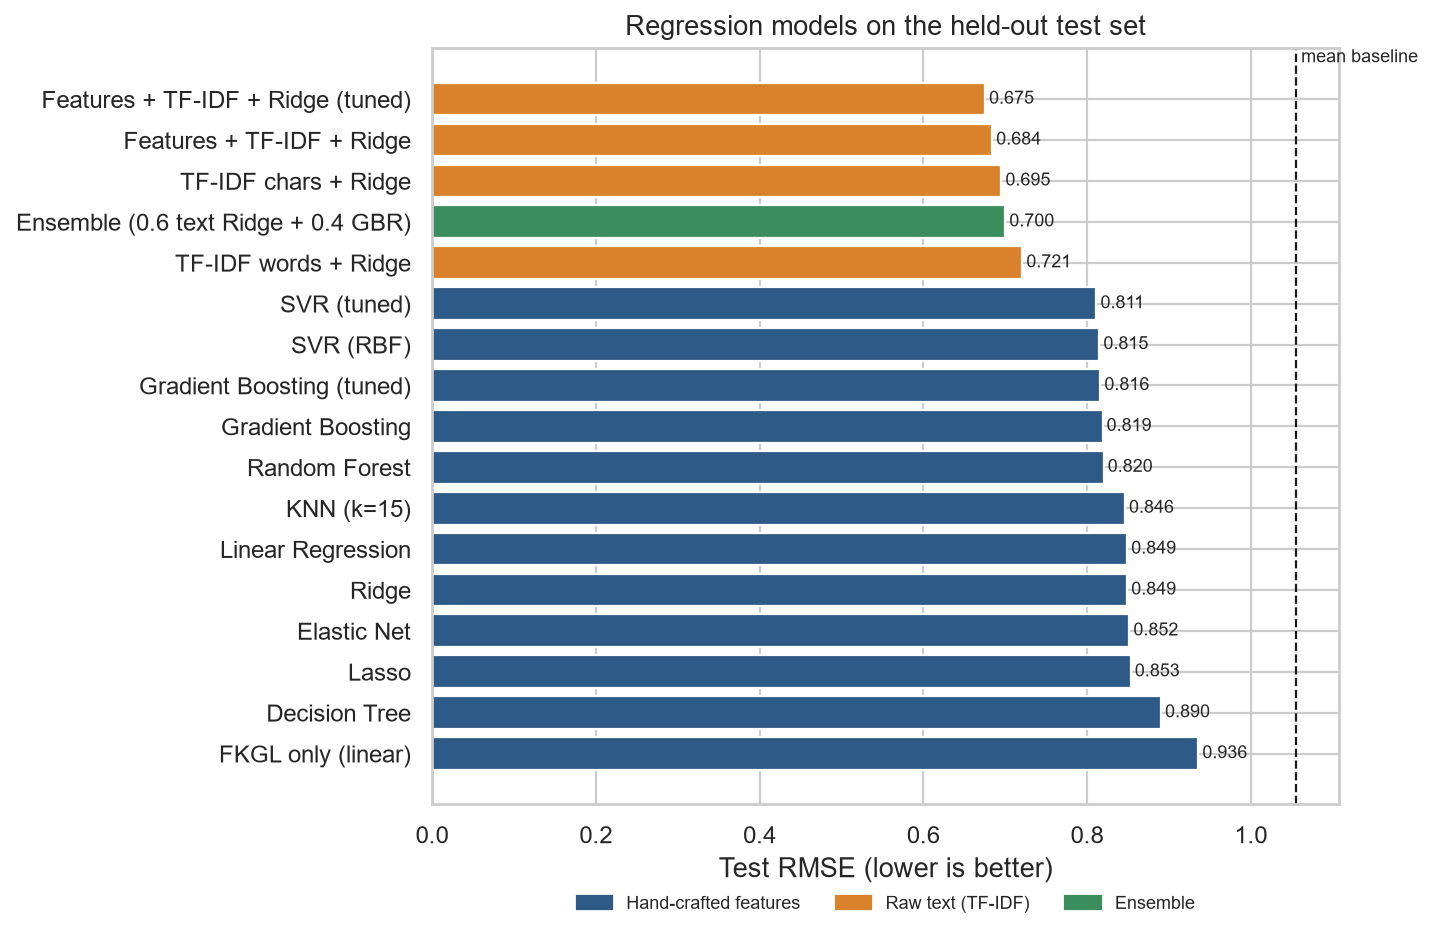 Regression models on the held-out test set
mean baseline
Features + TF-IDF + Ridge (tuned) 0.675
Features + TF-IDF + Ridge 0.684
TF-IDF chars + Ridge 0.695
Ensemble (0.6 text Ridge + 0.4 GBR) 0.700
TF-IDF words + Ridge 0.721
SVR (tuned) 0.811
SVR (RBF) 0.815
Gradient Boosting (tuned) 0.816
Gradient Boosting 0.819
Random Forest 0.820
KNN (k=15) 0.846
Linear Regression 0.849
Ridge 0.849
Elastic Net 0.852
Lasso 0.853
Decision Tree 0.890
FKGL only (linear) 0.936
0.0 0.2 0.4 0.6 0.8 1.0
Test RMSE (lower is better)
Hand-crafted features Raw text (TF-IDF) Ensemble